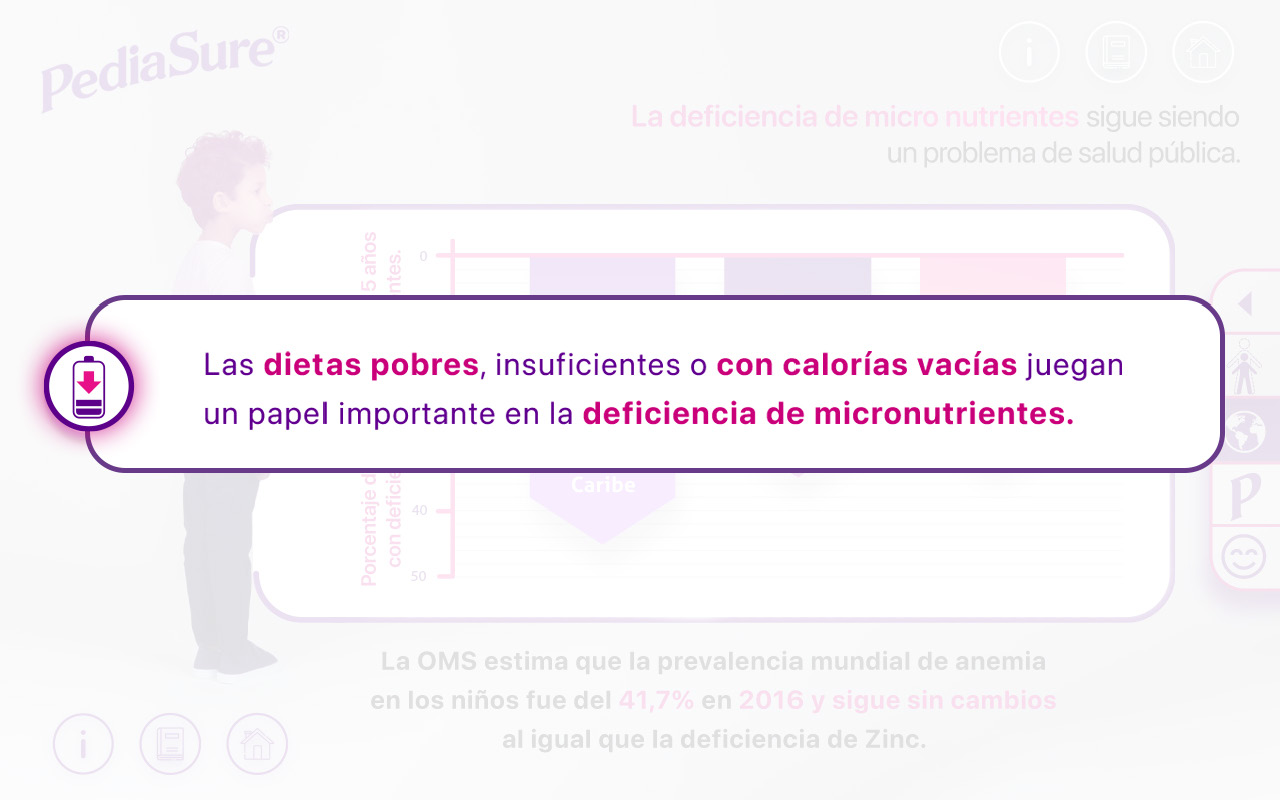 PediaSure®
La deficiencia de micro nutrientes sigue siendo
un problema de salud pública.
5 años
ntes.
0
Las dietas pobres, insuficientes o con calorías vacías juegan
un papel importante en la deficiencia de micronutrientes.
Porcentaje d
con deficie
Caribe
40
50
P
La OMS estima que la prevalencia mundial de anemia
en los niños fue del 41,7% en 2016 y sigue sin cambios
al igual que la deficiencia de Zinc.